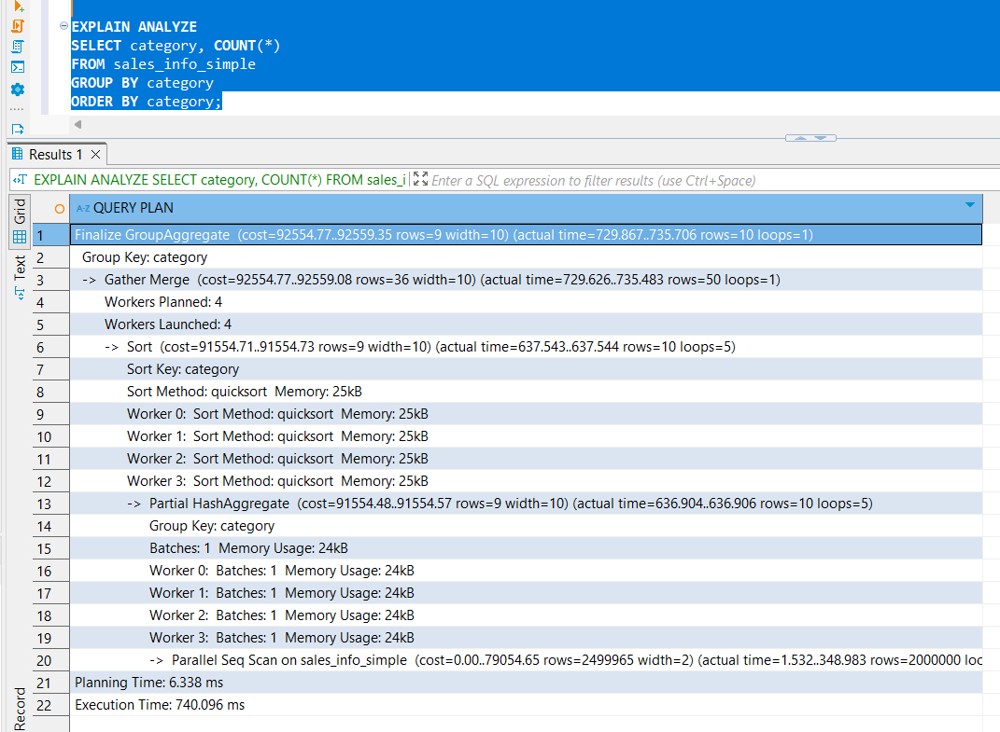 EXPLAIN ANALYZE
SELECT category, COUNT(*)
FROM sales_info_simple
GROUP BY category
ORDER BY category;
Results 1
EXPLAIN ANALYZE SELECT category, COUNT(*) FROM sales_i
Enter a SQL expression to filter results (use Ctrl+Space)
Grid
Text
Record
A-Z QUERY PLAN
1 Finalize GroupAggregate (cost=92554.77..92559.35 rows=9 width=10) (actual time=729.867..735.706 rows=10 loops=1)
2 Group Key: category
3 -> Gather Merge (cost=92554.77..92559.08 rows=36 width=10) (actual time=729.626..735.483 rows=50 loops=1)
4 Workers Planned: 4
5 Workers Launched: 4
6 -> Sort (cost=91554.71..91554.73 rows=9 width=10) (actual time=637.543..637.544 rows=10 loops=5)
7 Sort Key: category
8 Sort Method: quicksort Memory: 25kB
9 Worker 0: Sort Method: quicksort Memory: 25kB
10 Worker 1: Sort Method: quicksort Memory: 25kB
11 Worker 2: Sort Method: quicksort Memory: 25kB
12 Worker 3: Sort Method: quicksort Memory: 25kB
13 -> Partial HashAggregate (cost=91554.48..91554.57 rows=9 width=10) (actual time=636.904..636.906 rows=10 loops=5)
14 Group Key: category
15 Batches: 1 Memory Usage: 24kB
16 Worker 0: Batches: 1 Memory Usage: 24kB
17 Worker 1: Batches: 1 Memory Usage: 24kB
18 Worker 2: Batches: 1 Memory Usage: 24kB
19 Worker 3: Batches: 1 Memory Usage: 24kB
20 -> Parallel Seq Scan on sales_info_simple (cost=0.00..79054.65 rows=2499965 width=2) (actual time=1.532..348.983 rows=2000000 loc
21 Planning Time: 6.338 ms
22 Execution Time: 740.096 ms